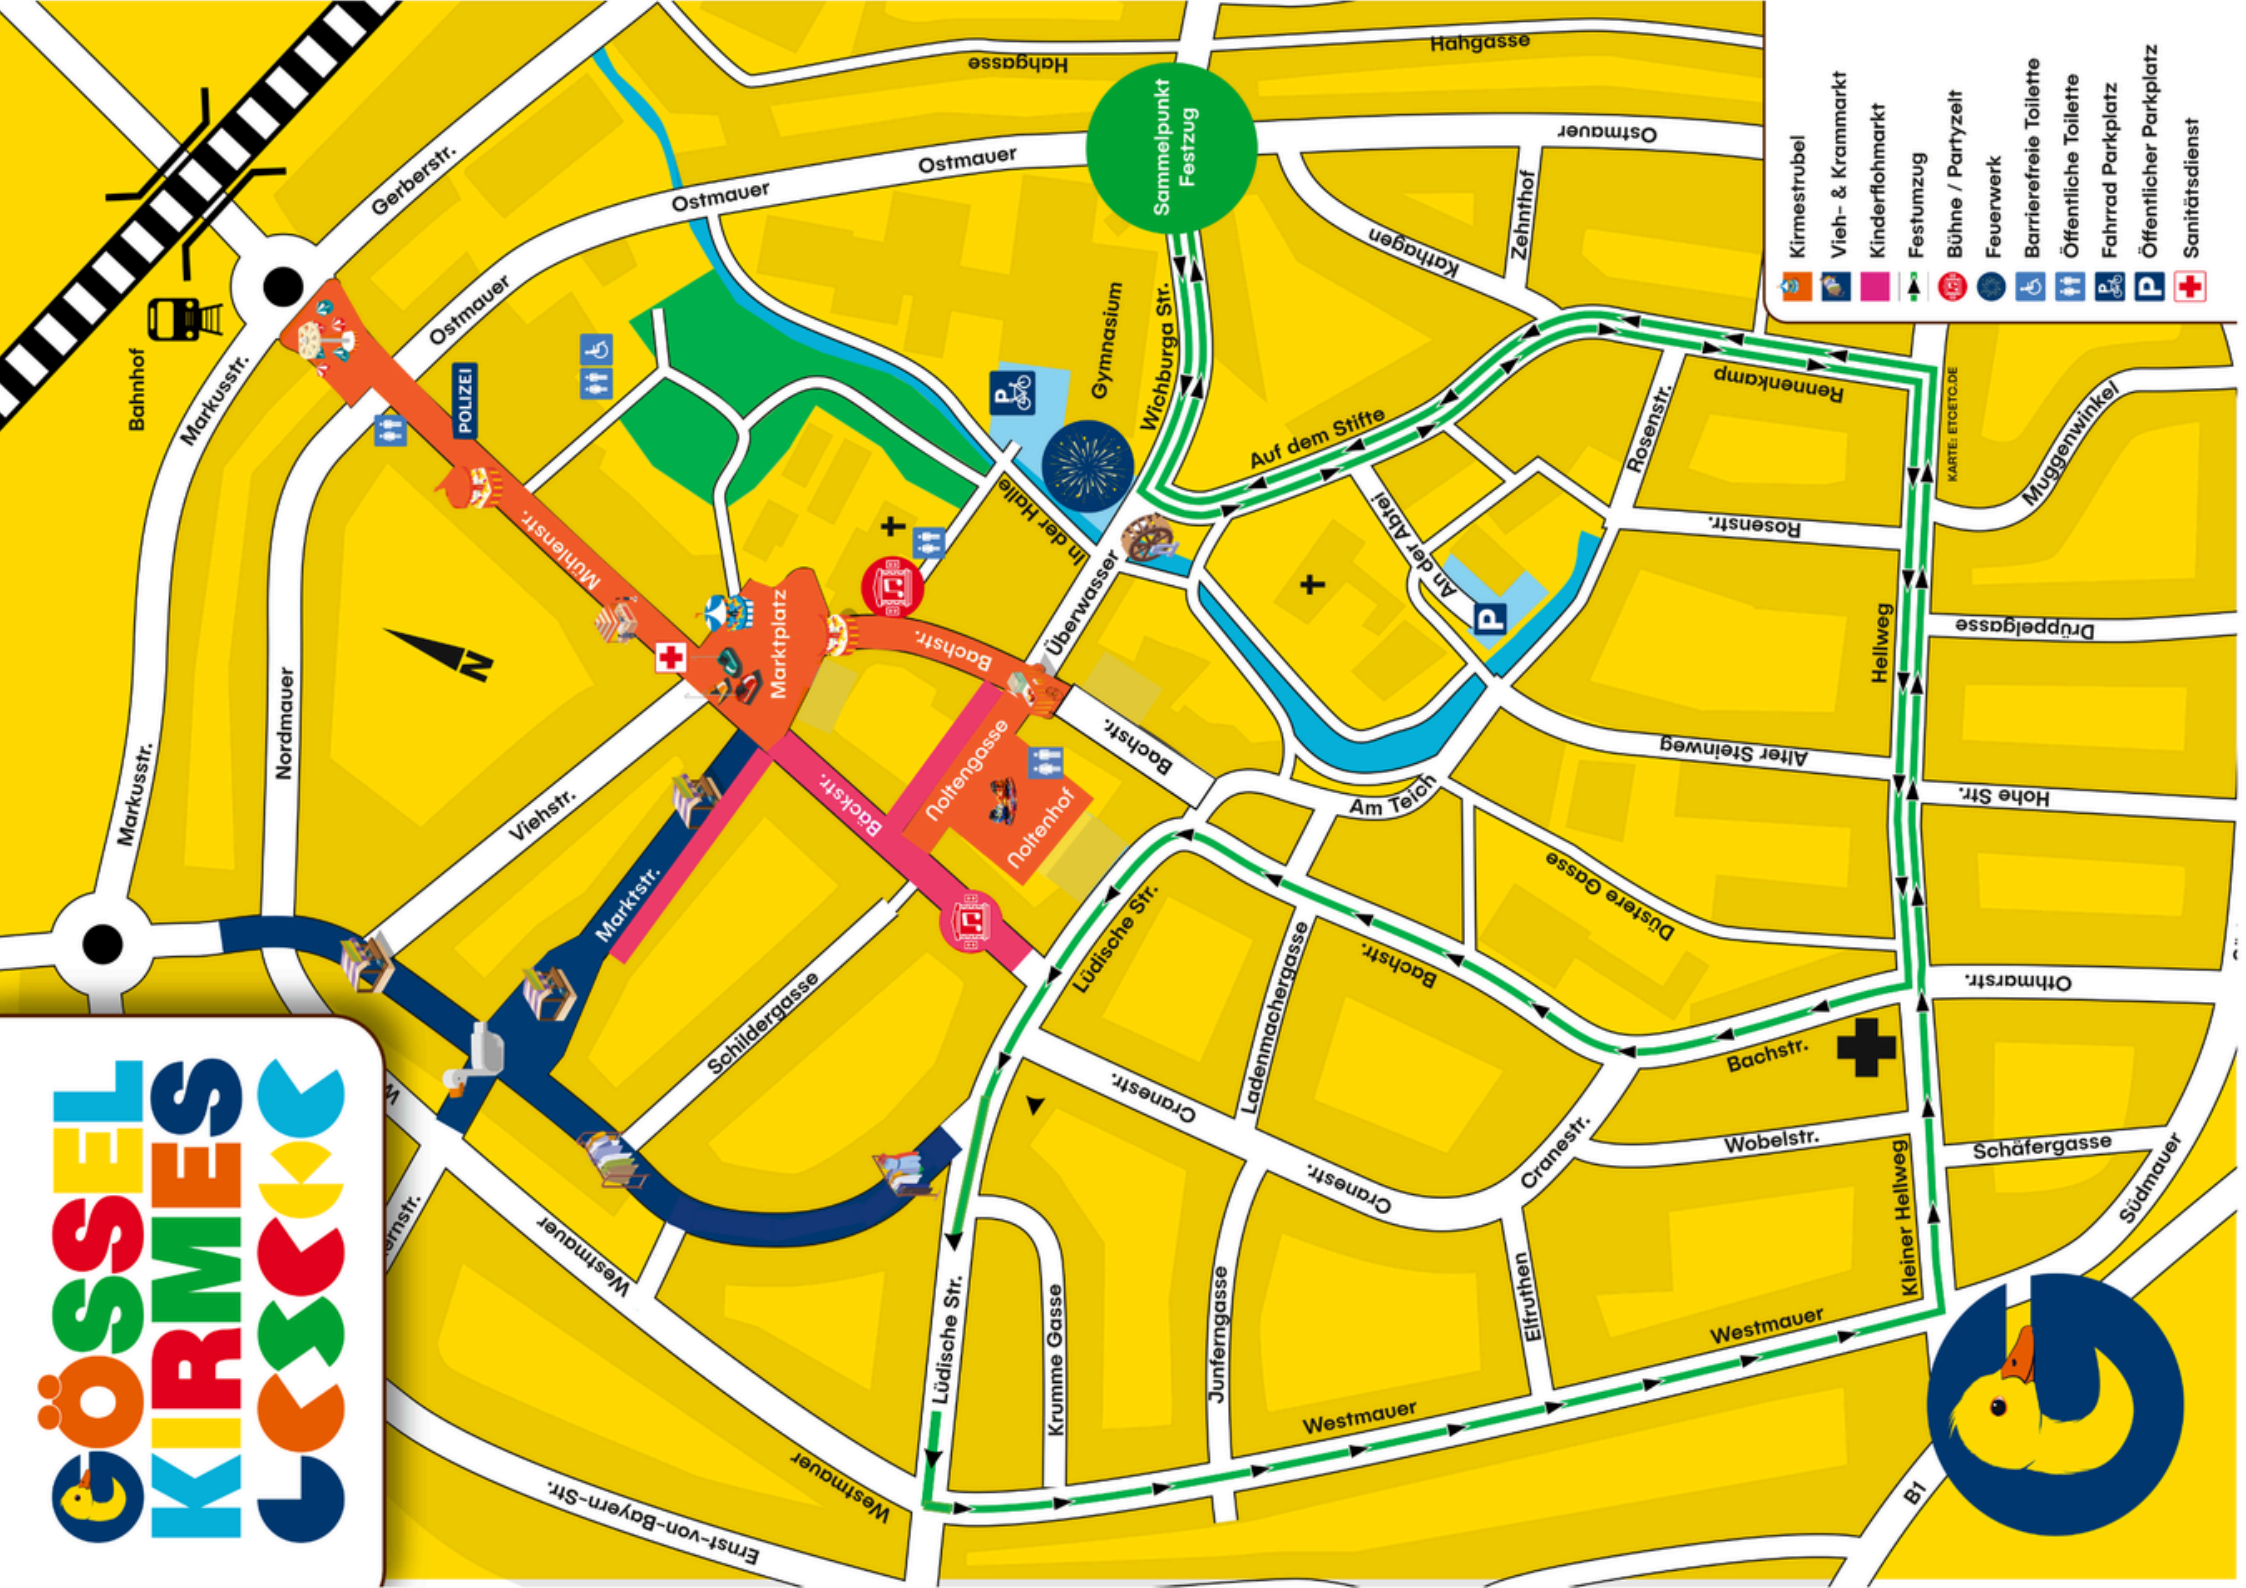 GÖSSEL
KIRMES
GESEKE
Kirmestrubel
Vieh- & Krammarkt
Kinderflohmarkt
Festumzug
Bühne / Partyzelt
Feuerwerk
Barrierefreie Toilette
Öffentliche Toilette
Fahrrad Parkplatz
P
Öffentlicher Parkplatz
P
Sanitätsdienst
Bahnhof
Markusstr.
Markusstr.
Gerberstr.
Ostmauer
Ostmauer
Ostmauer
Ostmauer
Hahgasse
Hahgasse
Sammelpunkt
Festzug
POLIZEI
Mühlenstr.
Nordmauer
N
Viehstr.
Marktplatz
Marktstr.
Bäckstr.
Noltengasse
Noltenhof
Bachstr.
Bachstr.
Überwasser
In der Halle
P
Gymnasium
Wichburga Str.
Auf dem Stifte
Kathagen
Zehnthof
Rennenkamp
Rosenstr.
Rosenstr.
An der Abtei
P
Am Teich
Alter Steinweg
Düstere Gasse
Hellweg
Muggenwinkel
Drüppelgasse
Hohe Str.
Othmarstr.
KARTE: ETCETC.DE
Schildergasse
Lüdische Str.
Lüdische Str.
Ladenmachergasse
Bachstr.
Bachstr.
Cranestr.
Cranestr.
Cranestr.
Wobelstr.
Kleiner Hellweg
Schäfergasse
Südmauer
Elfruthen
Junferngasse
Krumme Gasse
Westmauer
Westmauer
Westmauer
Westmauer
W
ernstr.
Ernst-von-Bayern-Str.
B1